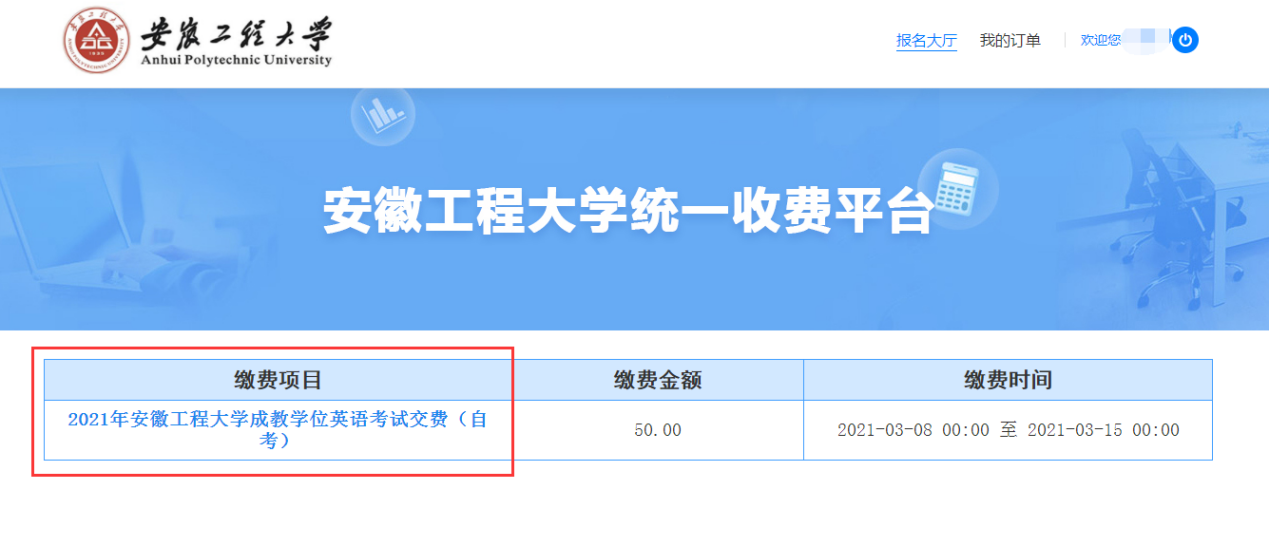 安徽工程大学
Anhui Polytechnic University
报名大厅 我的订单 欢迎您
安徽工程大学统一收费平台
缴费项目 缴费金额 缴费时间
2021年安徽工程大学成教学位英语考试交费（自
考） 50.00 2021-03-08 00:00 至 2021-03-15 00:00